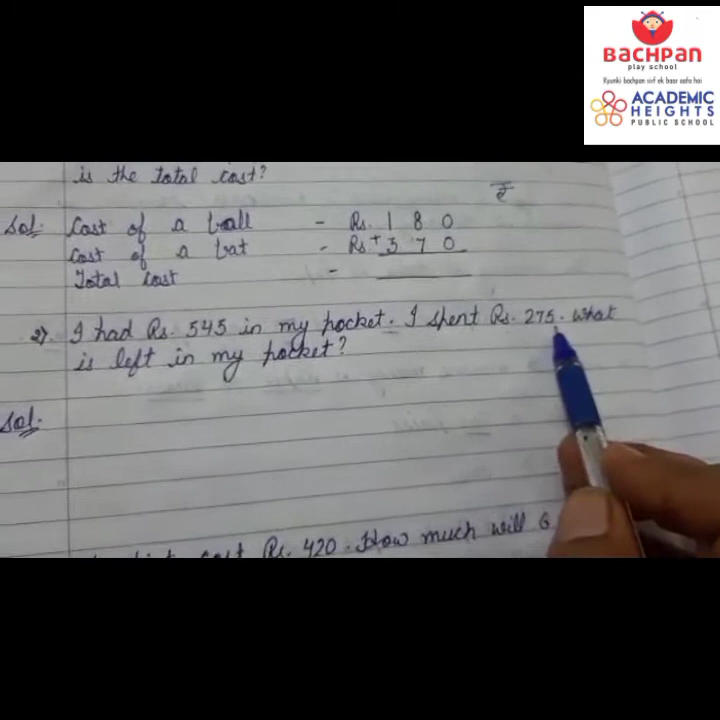 BACHPAN
play school
Kyunki bachpan sirf ek baar aata hai
ACADEMIC
HEIGHTS
PUBLIC SCHOOL
is the total cost?
₹
Sol. Cost of a ball - Rs. 1 8 0
Cost of a bat - Rs + 3 7 0
Total cost -
2). I had Rs. 545 in my pocket. I spent Rs. 275. what
is left in my pocket?
Sol.
cost Rs. 420. How much will 6